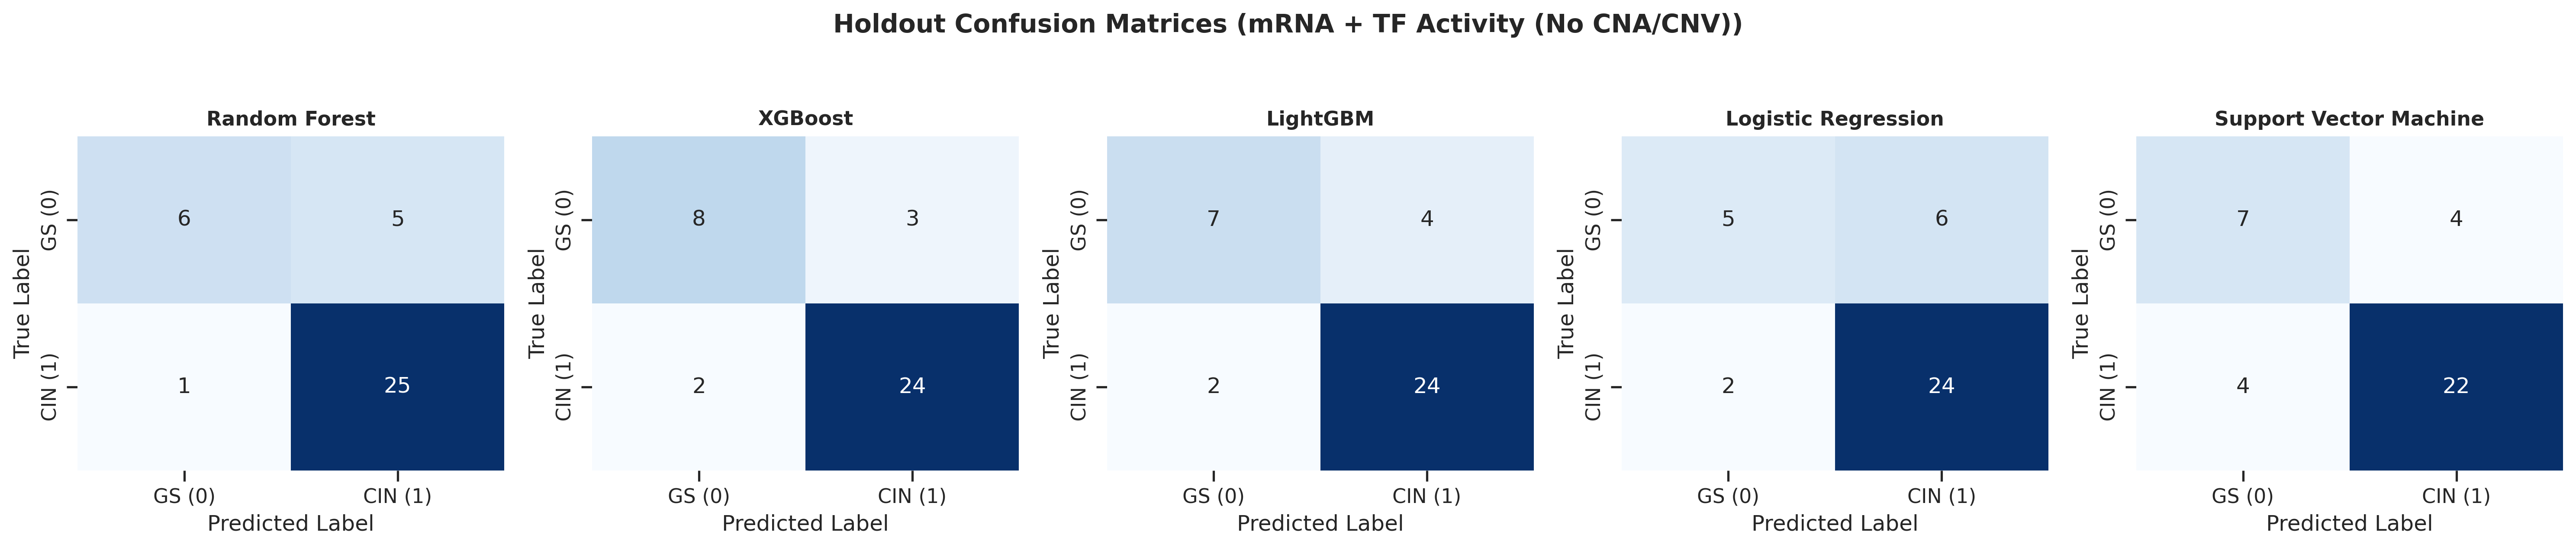 Holdout Confusion Matrices (mRNA + TF Activity (No CNA/CNV))
Random Forest
True Label
GS (0)
CIN (1)
6
5
1
25
GS (0)
CIN (1)
Predicted Label
XGBoost
True Label
GS (0)
CIN (1)
8
3
2
24
GS (0)
CIN (1)
Predicted Label
LightGBM
True Label
GS (0)
CIN (1)
7
4
2
24
GS (0)
CIN (1)
Predicted Label
Logistic Regression
True Label
GS (0)
CIN (1)
5
6
2
24
GS (0)
CIN (1)
Predicted Label
Support Vector Machine
True Label
GS (0)
CIN (1)
7
4
4
22
GS (0)
CIN (1)
Predicted Label